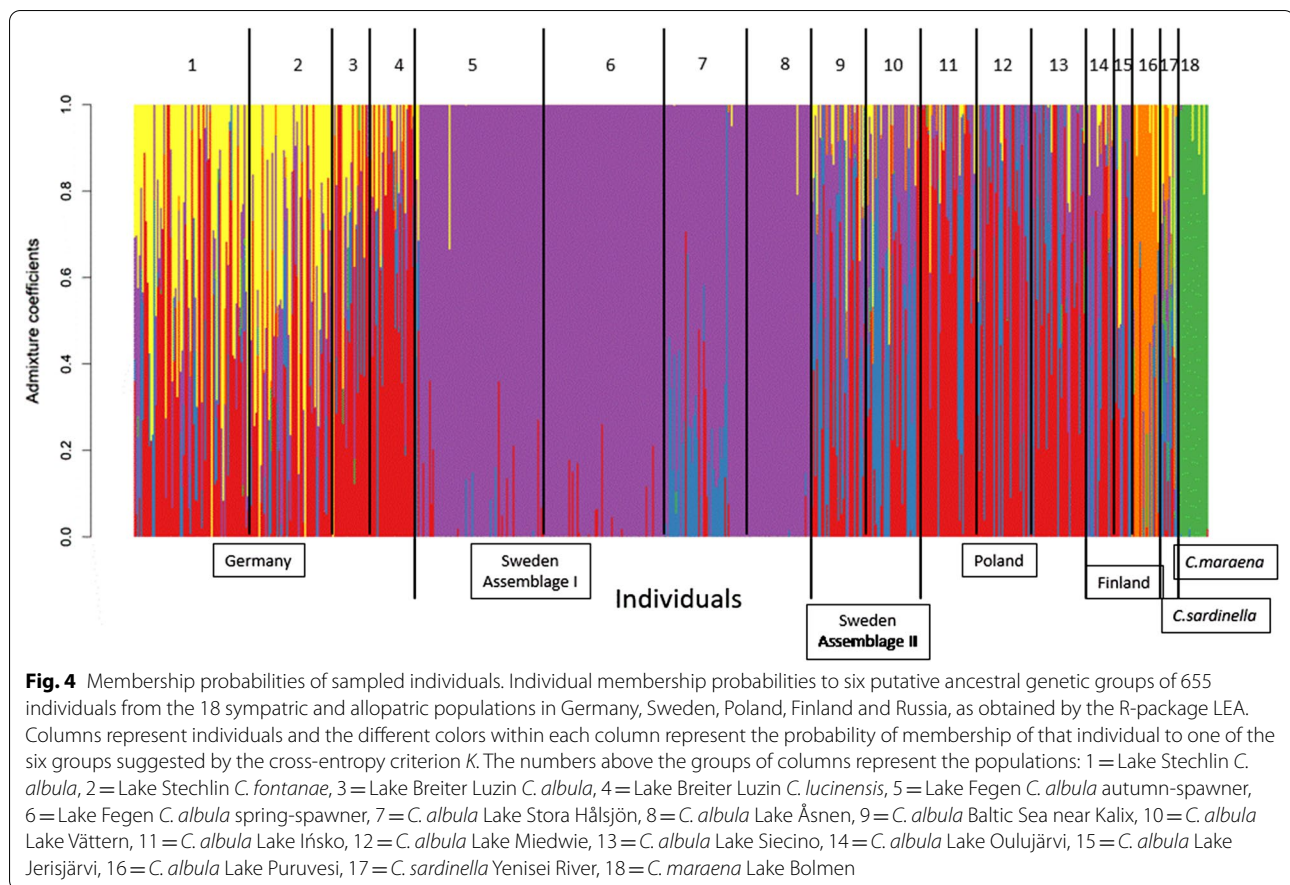 1 2 3 4 5 6 7 8 9 10 11 12 13 14 15 16 17 18
1.0
0.8
0.6
0.4
0.2
0.0
Admixture coefficients
Germany
Sweden
Assemblage I
Individuals
Sweden
Assemblage II
Poland
Finland
C.maraena
C.sardinella
Fig. 4 Membership probabilities of sampled individuals. Individual membership probabilities to six putative ancestral genetic groups of 655
individuals from the 18 sympatric and allopatric populations in Germany, Sweden, Poland, Finland and Russia, as obtained by the R-package LEA.
Columns represent individuals and the different colors within each column represent the probability of membership of that individual to one of the
six groups suggested by the cross-entropy criterion K. The numbers above the groups of columns represent the populations: 1 = Lake Stechlin C.
albula, 2 = Lake Stechlin C. fontanae, 3 = Lake Breiter Luzin C. albula, 4 = Lake Breiter Luzin C. lucinensis, 5 = Lake Fegen C. albula autumn-spawner,
6 = Lake Fegen C. albula spring-spawner, 7 = C. albula Lake Stora Hålsjön, 8 = C. albula Lake Åsnen, 9 = C. albula Baltic Sea near Kalix, 10 = C. albula
Lake Vättern, 11 = C. albula Lake Ińsko, 12 = C. albula Lake Miedwie, 13 = C. albula Lake Siecino, 14 = C. albula Lake Oulujärvi, 15 = C. albula Lake
Jerisjärvi, 16 = C. albula Lake Puruvesi, 17 = C. sardinella Yenisei River, 18 = C. maraena Lake Bolmen